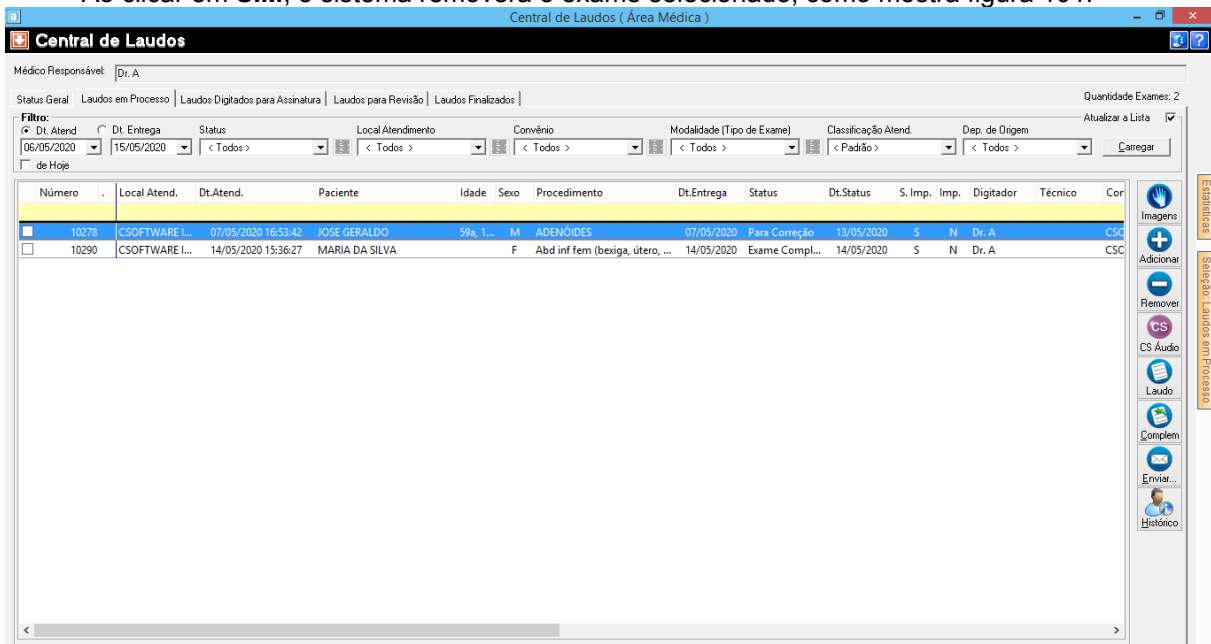 Ao clicar em Sim, o sistema removerá o exame selecionado, como mostra figura 101.
Central de Laudos ( Área Médica )
Central de Laudos
Médico Responsável: Dr. A
Status Geral Laudos em Processo Laudos Digitados para Assinatura Laudos para Revisão Laudos Finalizados Quantidade Exames: 2
Filtro: Atualizar a Lista
Dt. Atend Dt. Entrega Status Local Atendimento Convênio Modalidade (Tipo de Exame) Classificação Atend. Dep. de Origem
06/05/2020 15/05/2020 < Todos > < Todos > < Todos > < Todos > < Padrão > < Todos > Carregar
de Hoje
Número . Local Atend. Dt.Atend. Paciente Idade Sexo Procedimento Dt.Entrega Status Dt.Status S. Imp. Imp. Digitador Técnico Cor
10278 CSOFTWARE I... 07/05/2020 16:53:42 JOSE GERALDO 59a, 1... M ADENÓIDES 07/05/2020 Para Correção 13/05/2020 S N Dr. A CSC
10290 CSOFTWARE I... 14/05/2020 15:36:27 MARIA DA SILVA F Abd inf fem (bexiga, útero, ... 14/05/2020 Exame Compl... 14/05/2020 S N Dr. A CSC
Imagens
Adicionar
Remover
CS
CS Áudio
Laudo
Complem
Enviar...
Histórico
Estatísticas
Seleção: Laudos em Processo